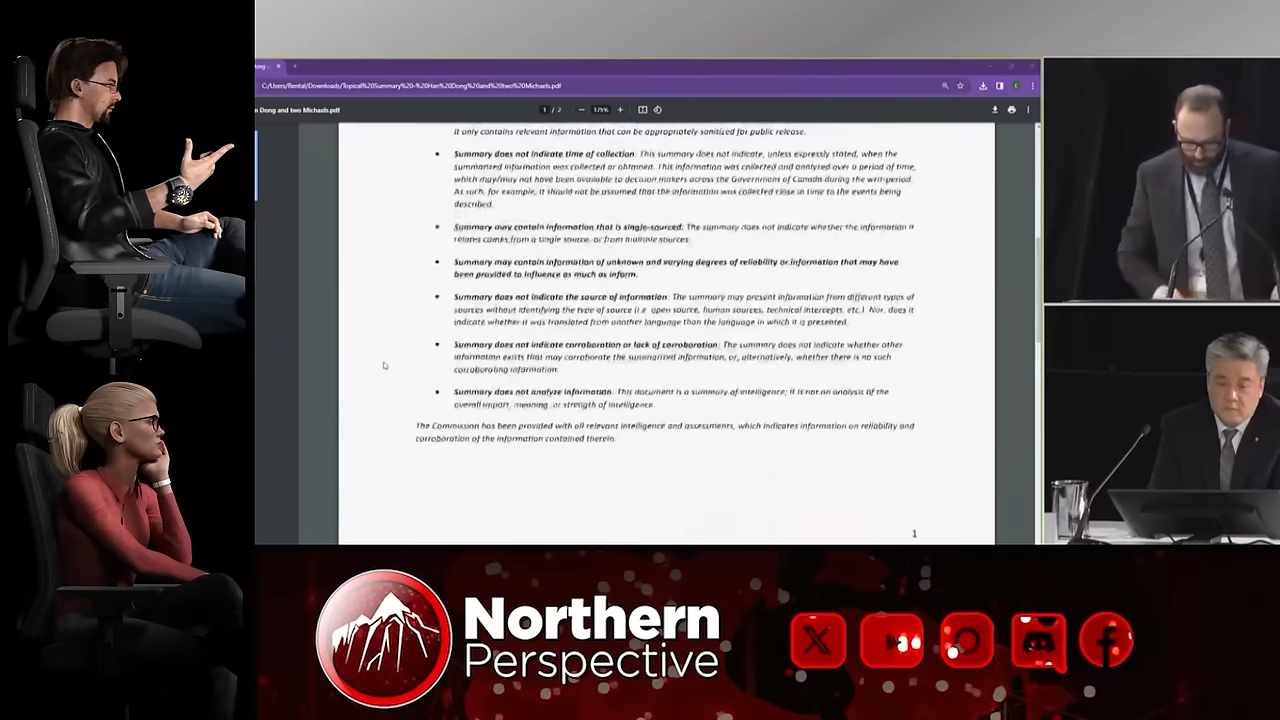 ong -
C:/Users/Rental/Downloads/Topical%20Summary%20-%20Han%20Dong%20and%20two%20Michaels.pdf
n Dong and two Michaels.pdf
1 / 2
175%
it only contains relevant information that can be appropriately sanitized for public release.
• Summary does not indicate time of collection: This summary does not indicate, unless expressly stated, when the
summarized information was collected or obtained. This information was collected and analyzed over a period of time,
which may/may not have been available to decision makers across the Government of Canada during the writ-period.
As such, for example, it should not be assumed that the information was collected close in time to the events being
described.
• Summary may contain information that is single-sourced: The summary does not indicate whether the information it
relates comes from a single source, or from multiple sources.
• Summary may contain information of unknown and varying degrees of reliability or information that may have
been provided to influence as much as inform.
• Summary does not indicate the source of information: The summary may present information from different types of
sources without identifying the type of source (i.e. open source, human sources, technical intercepts, etc.). Nor, does it
indicate whether it was translated from another language than the language in which it is presented.
• Summary does not indicate corroboration or lack of corroboration: The summary does not indicate whether other
information exists that may corroborate the summarized information, or, alternatively, whether there is no such
corroborating information.
• Summary does not analyze information: This document is a summary of intelligence; it is not an analysis of the
overall import, meaning, or strength of intelligence.
The Commission has been provided with all relevant intelligence and assessments, which indicates information on reliability and
corroboration of the information contained therein.
1
Northern
Perspective